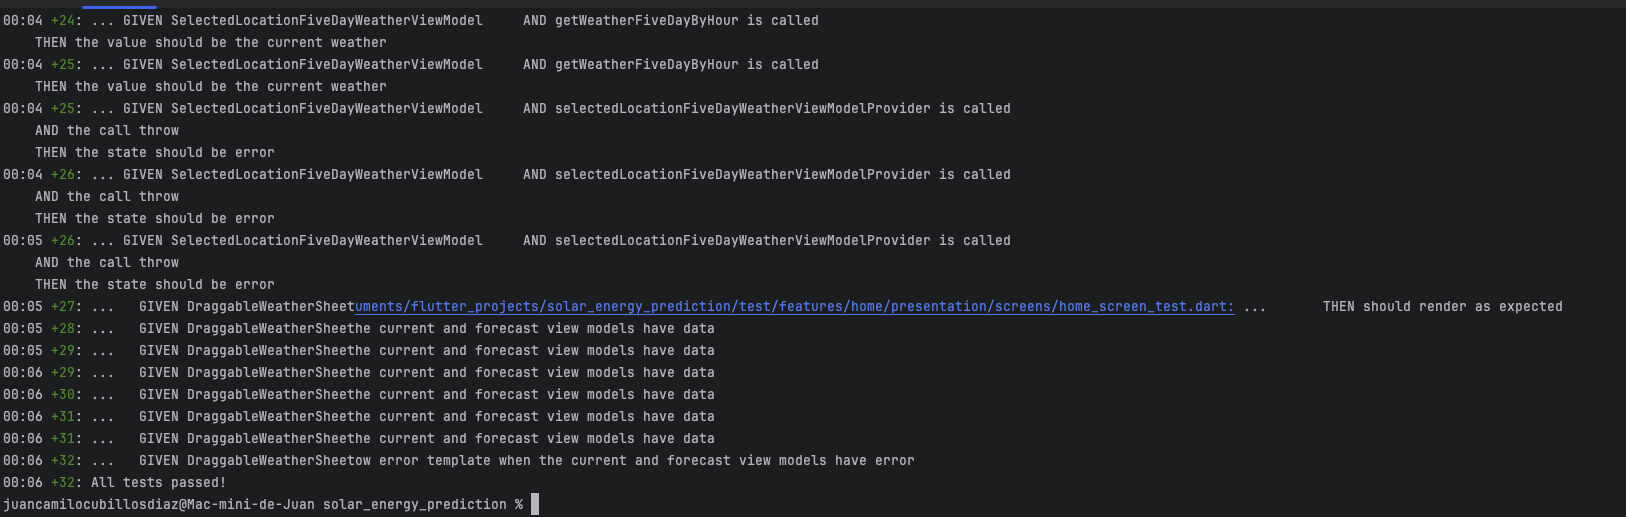 00:04 +24: ... GIVEN SelectedLocationFiveDayWeatherViewModel     AND getWeatherFiveDayByHour is called
    THEN the value should be the current weather
00:04 +25: ... GIVEN SelectedLocationFiveDayWeatherViewModel     AND getWeatherFiveDayByHour is called
    THEN the value should be the current weather
00:04 +25: ... GIVEN SelectedLocationFiveDayWeatherViewModel     AND selectedLocationFiveDayWeatherViewModelProvider is called
    AND the call throw
    THEN the state should be error
00:04 +26: ... GIVEN SelectedLocationFiveDayWeatherViewModel     AND selectedLocationFiveDayWeatherViewModelProvider is called
    AND the call throw
    THEN the state should be error
00:05 +26: ... GIVEN SelectedLocationFiveDayWeatherViewModel     AND selectedLocationFiveDayWeatherViewModelProvider is called
    AND the call throw
    THEN the state should be error
00:05 +27: ...   GIVEN DraggableWeatherSheetuments/flutter_projects/solar_energy_prediction/test/features/home/presentation/screens/home_screen_test.dart: ...       THEN should render as expected
00:05 +28: ...   GIVEN DraggableWeatherSheethe current and forecast view models have data
00:05 +29: ...   GIVEN DraggableWeatherSheethe current and forecast view models have data
00:06 +29: ...   GIVEN DraggableWeatherSheethe current and forecast view models have data
00:06 +30: ...   GIVEN DraggableWeatherSheethe current and forecast view models have data
00:06 +31: ...   GIVEN DraggableWeatherSheethe current and forecast view models have data
00:06 +31: ...   GIVEN DraggableWeatherSheethe current and forecast view models have data
00:06 +32: ...   GIVEN DraggableWeatherSheetow error template when the current and forecast view models have error
00:06 +32: All tests passed!
juancamilocubillosdiaz@Mac-mini-de-Juan solar_energy_prediction %